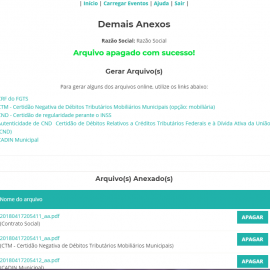 | Início | Carregar Eventos | Ajuda | Sair |
Demais Anexos
Razão Social: Razão Social
Arquivo apagado com sucesso!
Gerar Arquivo(s)
Para gerar alguns dos arquivos online, utilize os links abaixo:
CRF do FGTS
CTM - Certidão Negativa de Débitos Tributários Mobiliários Municipais (opção: mobiliária)
CND - Certidão de regularidade perante o INSS
Autenticidade de CND Certidão de Débitos Relativos a Créditos Tributários Federais e à Dívida Ativa da União
(CND)
CADIN Municipal
Arquivo(s) Anexado(s)
Nome do arquivo
20180417205411_aa.pdf
(Contrato Social)
APAGAR
20180417205411_aa.pdf
(CTM - Certidão Negativa de Débitos Tributários Mobiliários Municipais)
APAGAR
20180417205412_aa.pdf
(CADIN Municipal)
APAGAR